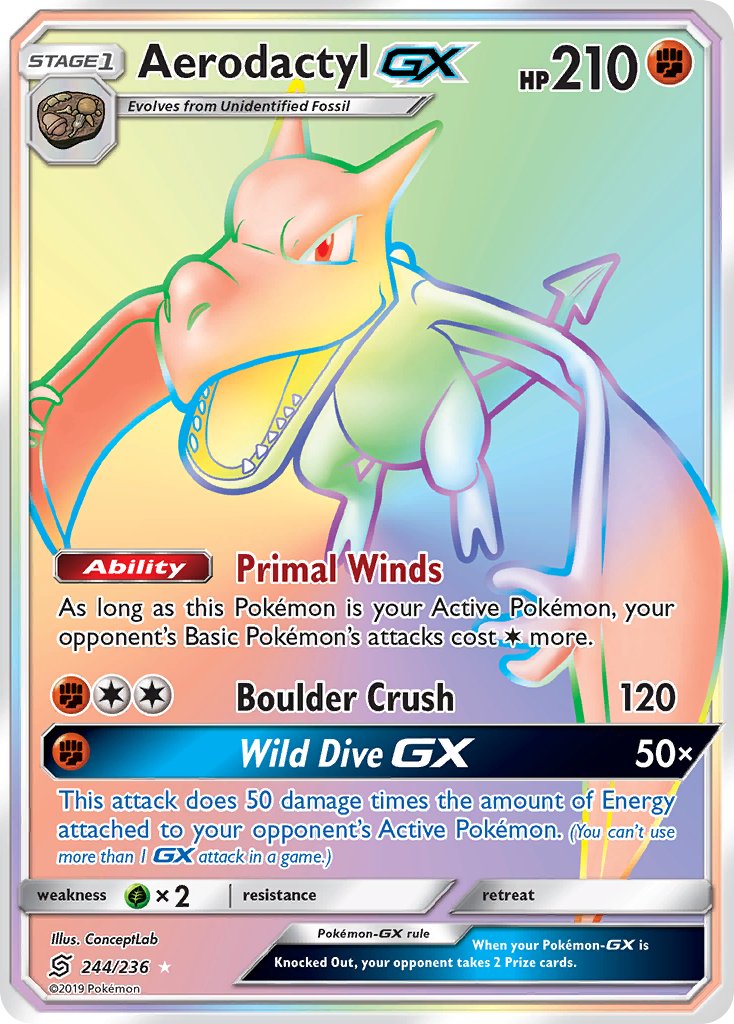 STAGE1
Aerodactyl GX
HP210
Evolves from Unidentified Fossil
Ability Primal Winds
As long as this Pokémon is your Active Pokémon, your
opponent's Basic Pokémon's attacks cost more.
Boulder Crush 120
Wild Dive GX 50×
This attack does 50 damage times the amount of Energy
attached to your opponent's Active Pokémon. (You can't use
more than 1 GX attack in a game.)
weakness ×2 resistance retreat
Illus. ConceptLab
244/236
©2019 Pokémon
Pokémon-GX rule
When your Pokémon-GX is
Knocked Out, your opponent takes 2 Prize cards.